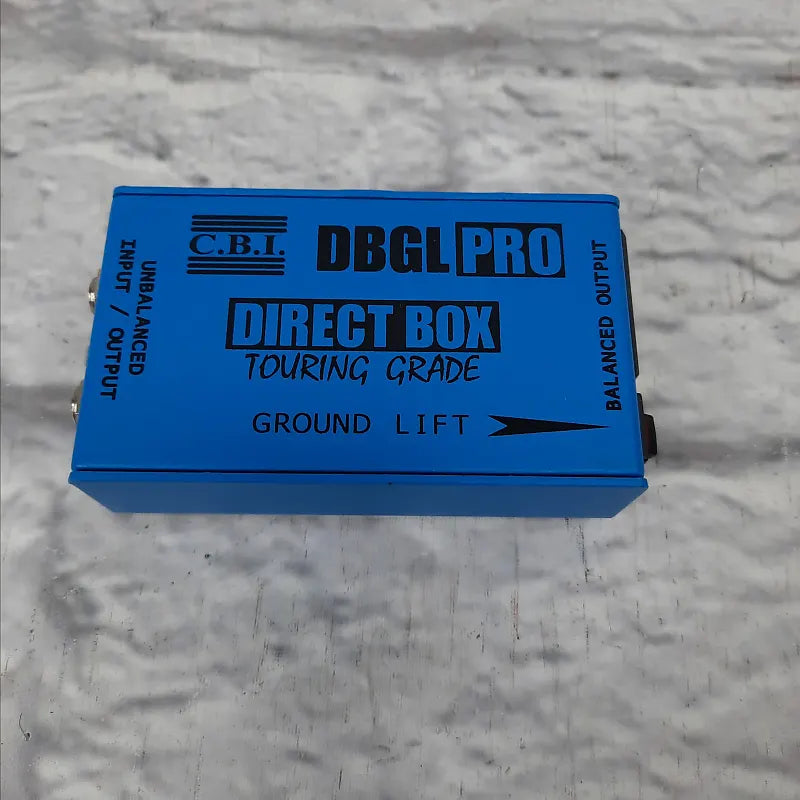 C.B.I. DBGL PRO
DIRECT BOX
TOURING GRADE
GROUND LIFT
UNBALANCED
INPUT / OUTPUT
BALANCED OUTPUT